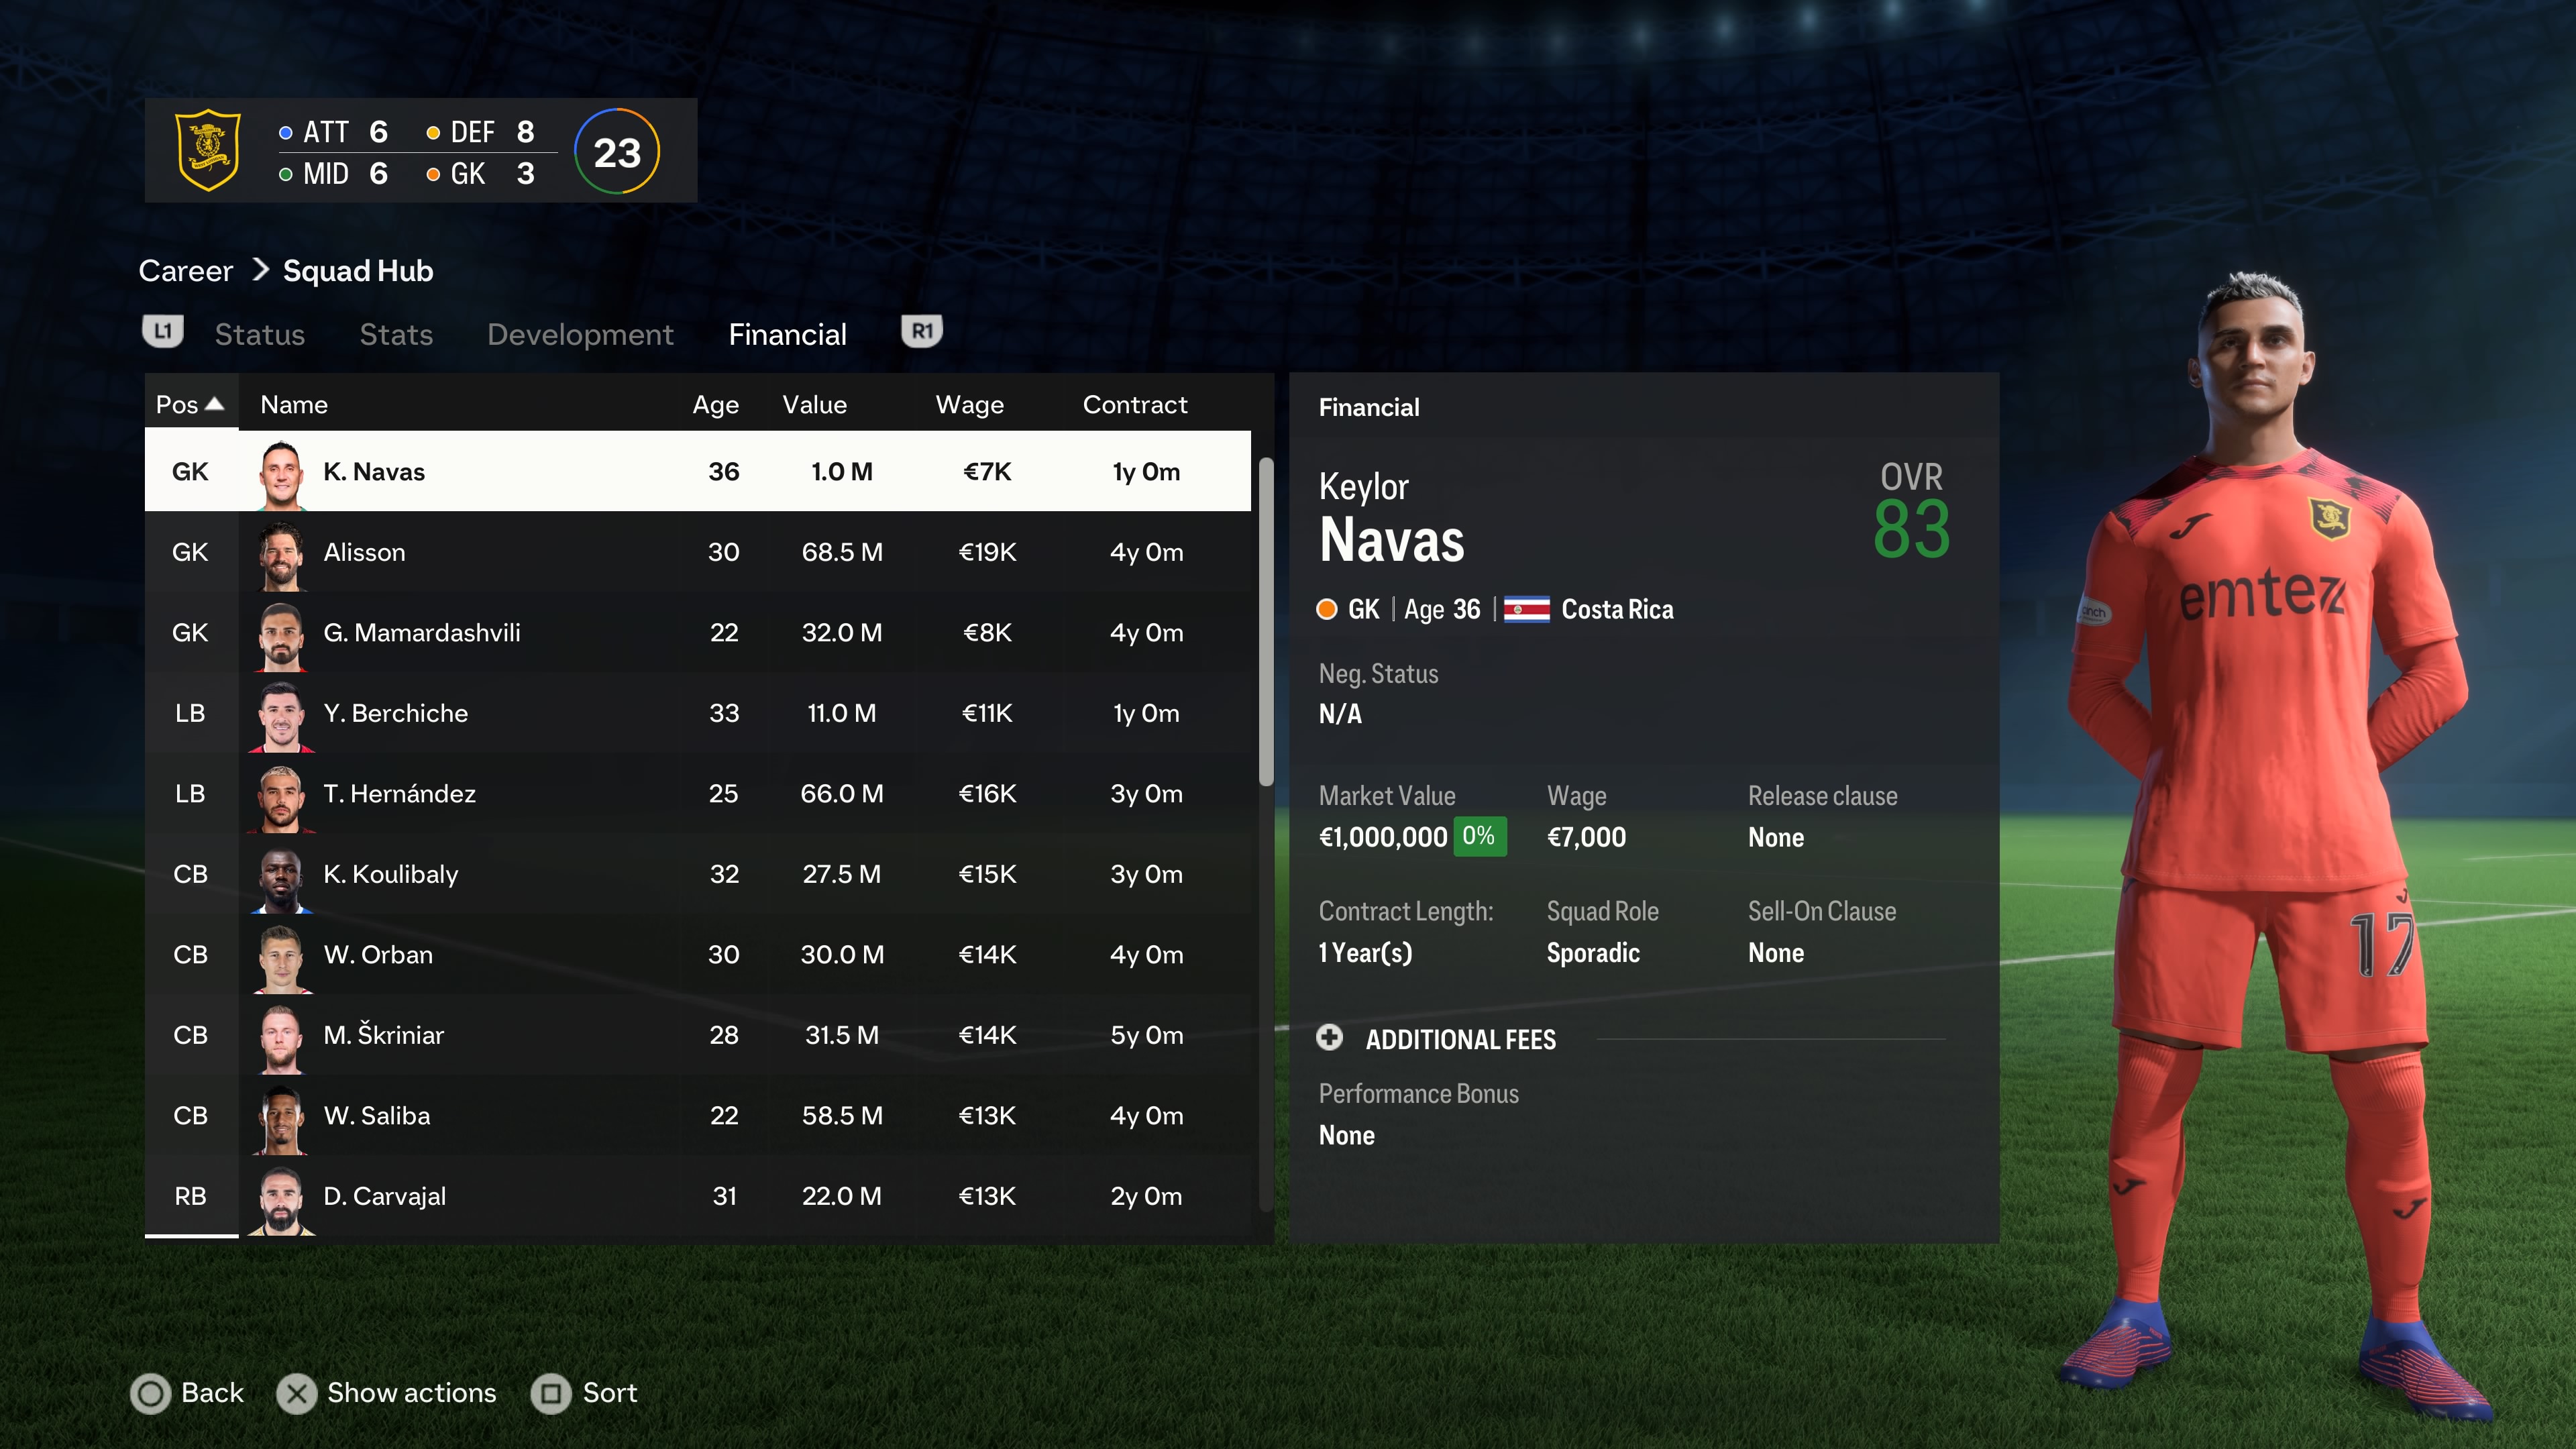 ATT 6 DEF 8
MID 6 GK 3
23
Career > Squad Hub
L1 Status Stats Development Financial R1
Pos Name Age Value Wage Contract
GK K. Navas 36 1.0 M €7K 1y 0m
GK Alisson 30 68.5 M €19K 4y 0m
GK G. Mamardashvili 22 32.0 M €8K 4y 0m
LB Y. Berchiche 33 11.0 M €11K 1y 0m
LB T. Hernández 25 66.0 M €16K 3y 0m
CB K. Koulibaly 32 27.5 M €15K 3y 0m
CB W. Orban 30 30.0 M €14K 4y 0m
CB M. Škriniar 28 31.5 M €14K 5y 0m
CB W. Saliba 22 58.5 M €13K 4y 0m
RB D. Carvajal 31 22.0 M €13K 2y 0m
Financial
Keylor
Navas
OVR
83
GK | Age 36 | Costa Rica
Neg. Status
N/A
Market Value Wage Release clause
€1,000,000 0% €7,000 None
Contract Length: Squad Role Sell-On Clause
1 Year(s) Sporadic None
ADDITIONAL FEES
Performance Bonus
None
emtez
17
Back Show actions Sort